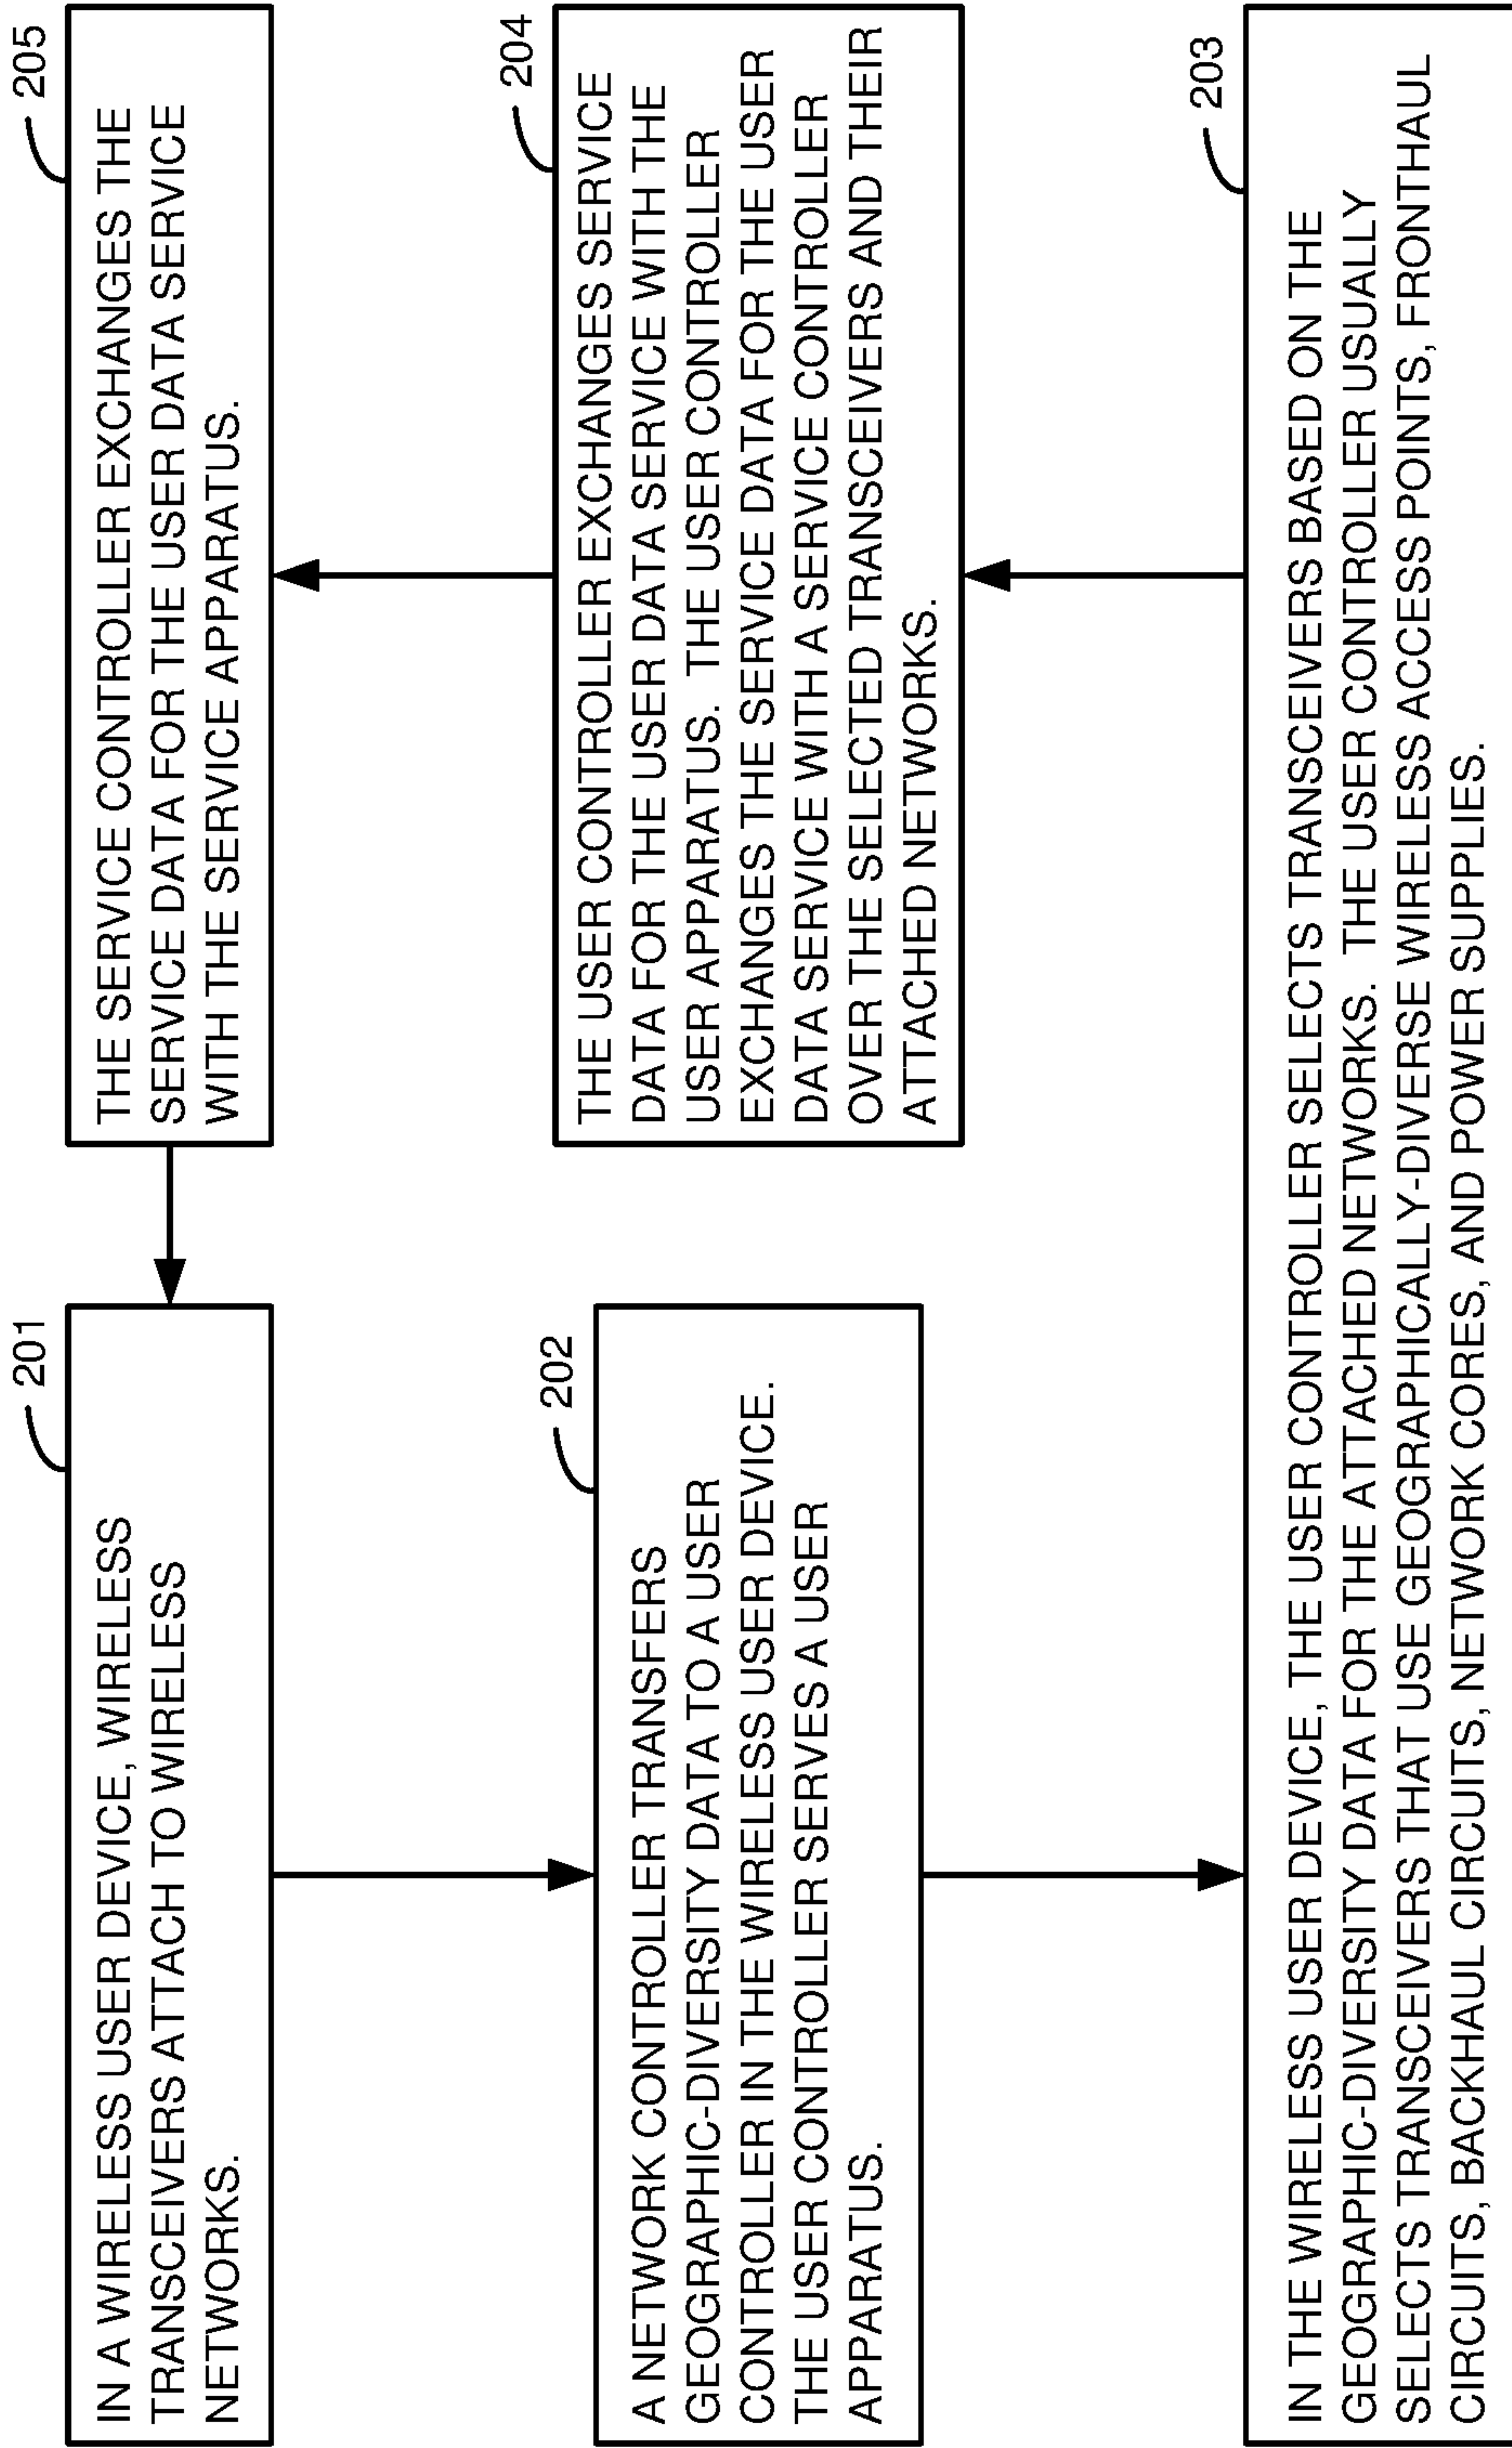 201
IN A WIRELESS USER DEVICE, WIRELESS
TRANSCEIVERS ATTACH TO WIRELESS
NETWORKS.
202
A NETWORK CONTROLLER TRANSFERS
GEOGRAPHIC-DIVERSITY DATA TO A USER
CONTROLLER IN THE WIRELESS USER DEVICE.
THE USER CONTROLLER SERVES A USER
APPARATUS.
203
IN THE WIRELESS USER DEVICE, THE USER CONTROLLER SELECTS TRANSCEIVERS BASED ON THE
GEOGRAPHIC-DIVERSITY DATA FOR THE ATTACHED NETWORKS. THE USER CONTROLLER USUALLY
SELECTS TRANSCEIVERS THAT USE GEOGRAPHICALLY-DIVERSE WIRELESS ACCESS POINTS, FRONTHAUL
CIRCUITS, BACKHAUL CIRCUITS, NETWORK CORES, AND POWER SUPPLIES.
204
THE USER CONTROLLER EXCHANGES SERVICE
DATA FOR THE USER DATA SERVICE WITH THE
USER APPARATUS. THE USER CONTROLLER
EXCHANGES THE SERVICE DATA FOR THE USER
DATA SERVICE WITH A SERVICE CONTROLLER
OVER THE SELECTED TRANSCEIVERS AND THEIR
ATTACHED NETWORKS.
205
THE SERVICE CONTROLLER EXCHANGES THE
SERVICE DATA FOR THE USER DATA SERVICE
WITH THE SERVICE APPARATUS.